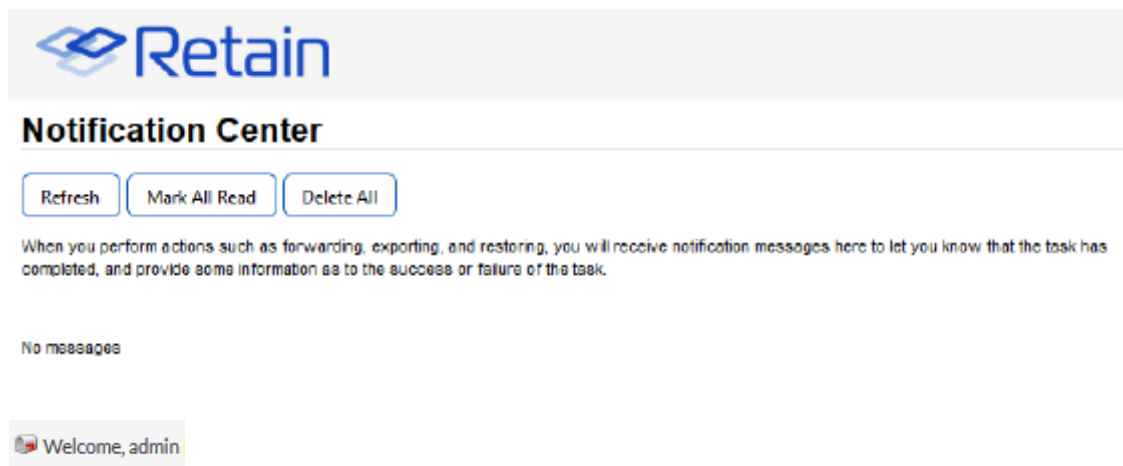 Retain
Notification Center
Refresh Mark All Read Delete All
When you perform actions such as forwarding, exporting, and restoring, you will receive notification messages here to let you know that the task has
completed, and provide some information as to the success or failure of the task.
No messages
Welcome, admin